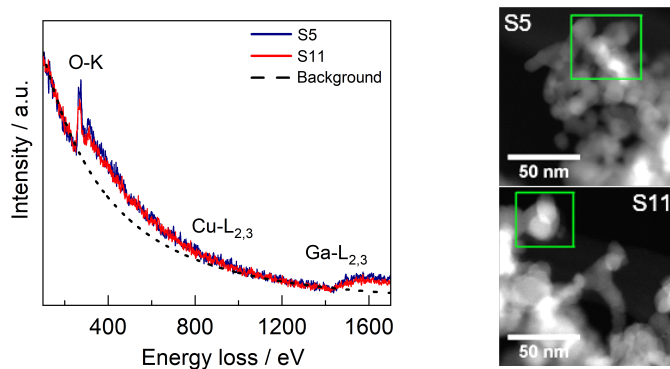 S5
S11
Background
O-K
Cu-L2,3
Ga-L2,3
Intensity / a.u.
400
800
1200
1600
Energy loss / eV
S5
50 nm
S11
50 nm